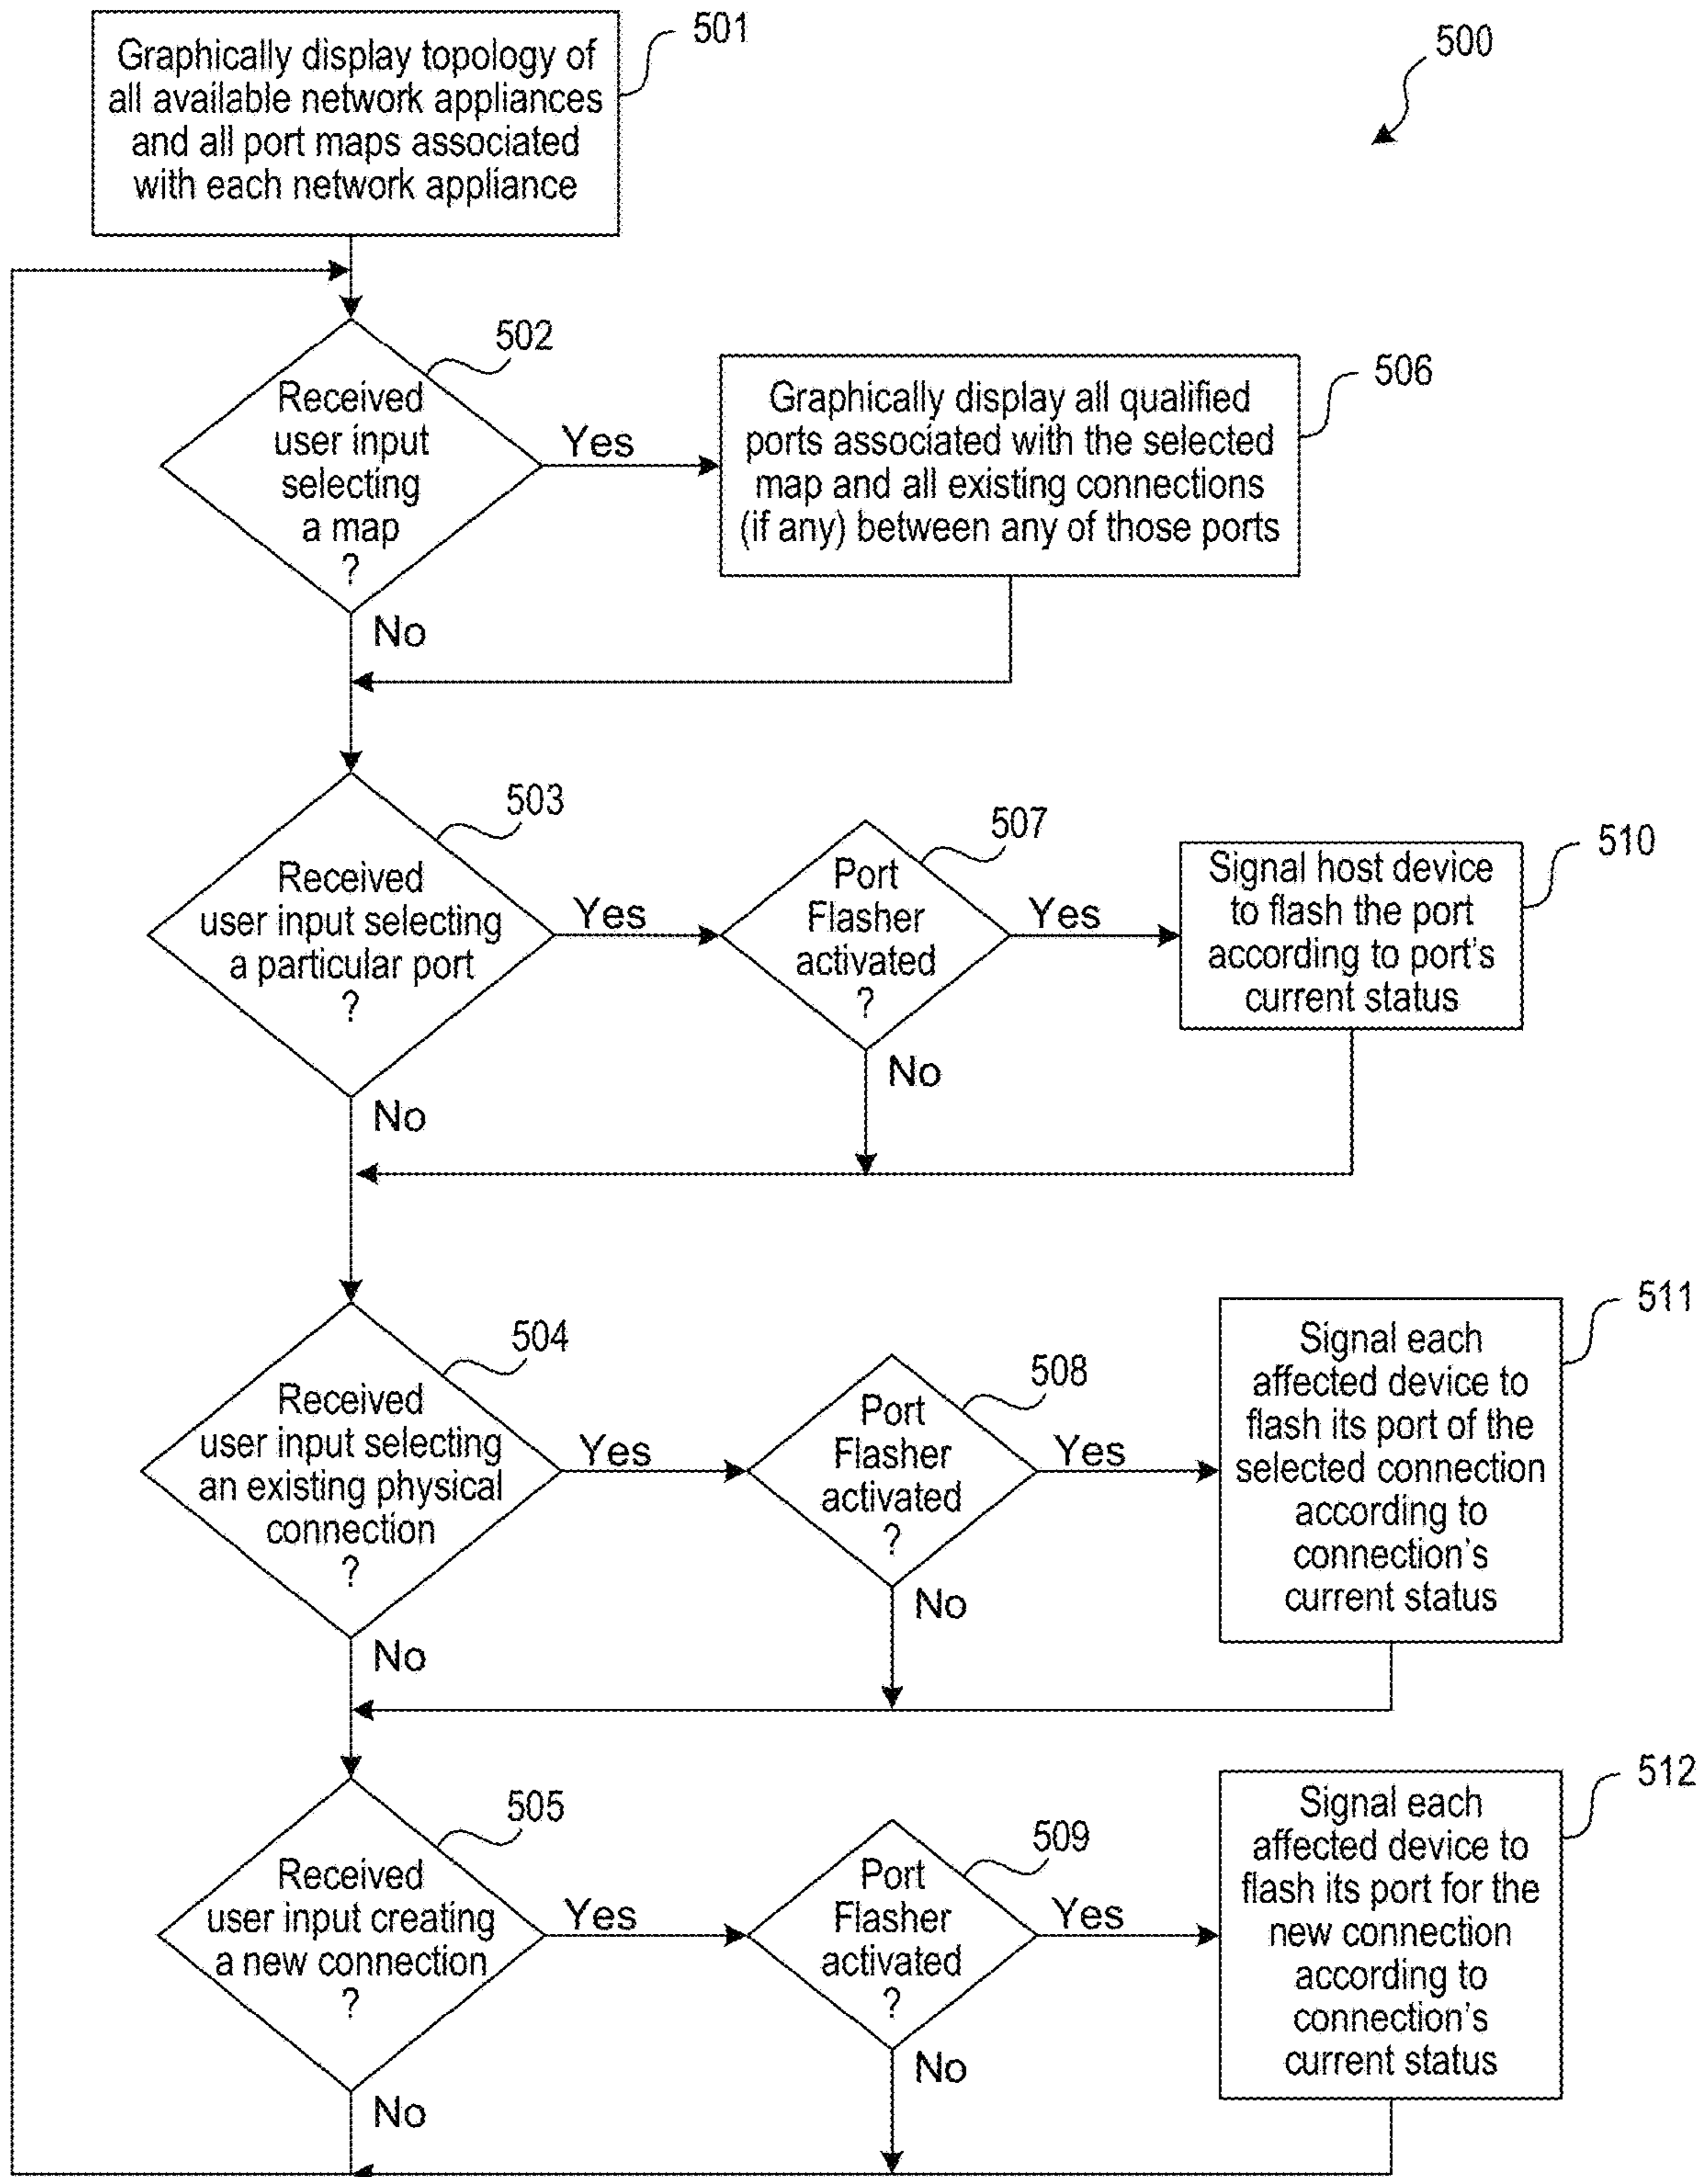 501
500
Graphically display topology of
all available network appliances
and all port maps associated
with each network appliance
502
Received
user input
selecting
a map
?
Yes
No
506
Graphically display all qualified
ports associated with the selected
map and all existing connections
(if any) between any of those ports
503
Received
user input selecting
a particular port
?
Yes
No
507
Port
Flasher
activated
?
Yes
No
510
Signal host device
to flash the port
according to port's
current status
504
Received
user input selecting
an existing physical
connection
?
Yes
No
508
Port
Flasher
activated
?
Yes
No
511
Signal each
affected device to
flash its port of the
selected connection
according to
connection's
current status
505
Received
user input creating
a new connection
?
Yes
No
509
Port
Flasher
activated
?
Yes
No
512
Signal each
affected device to
flash its port for the
new connection
according to
connection's
current status